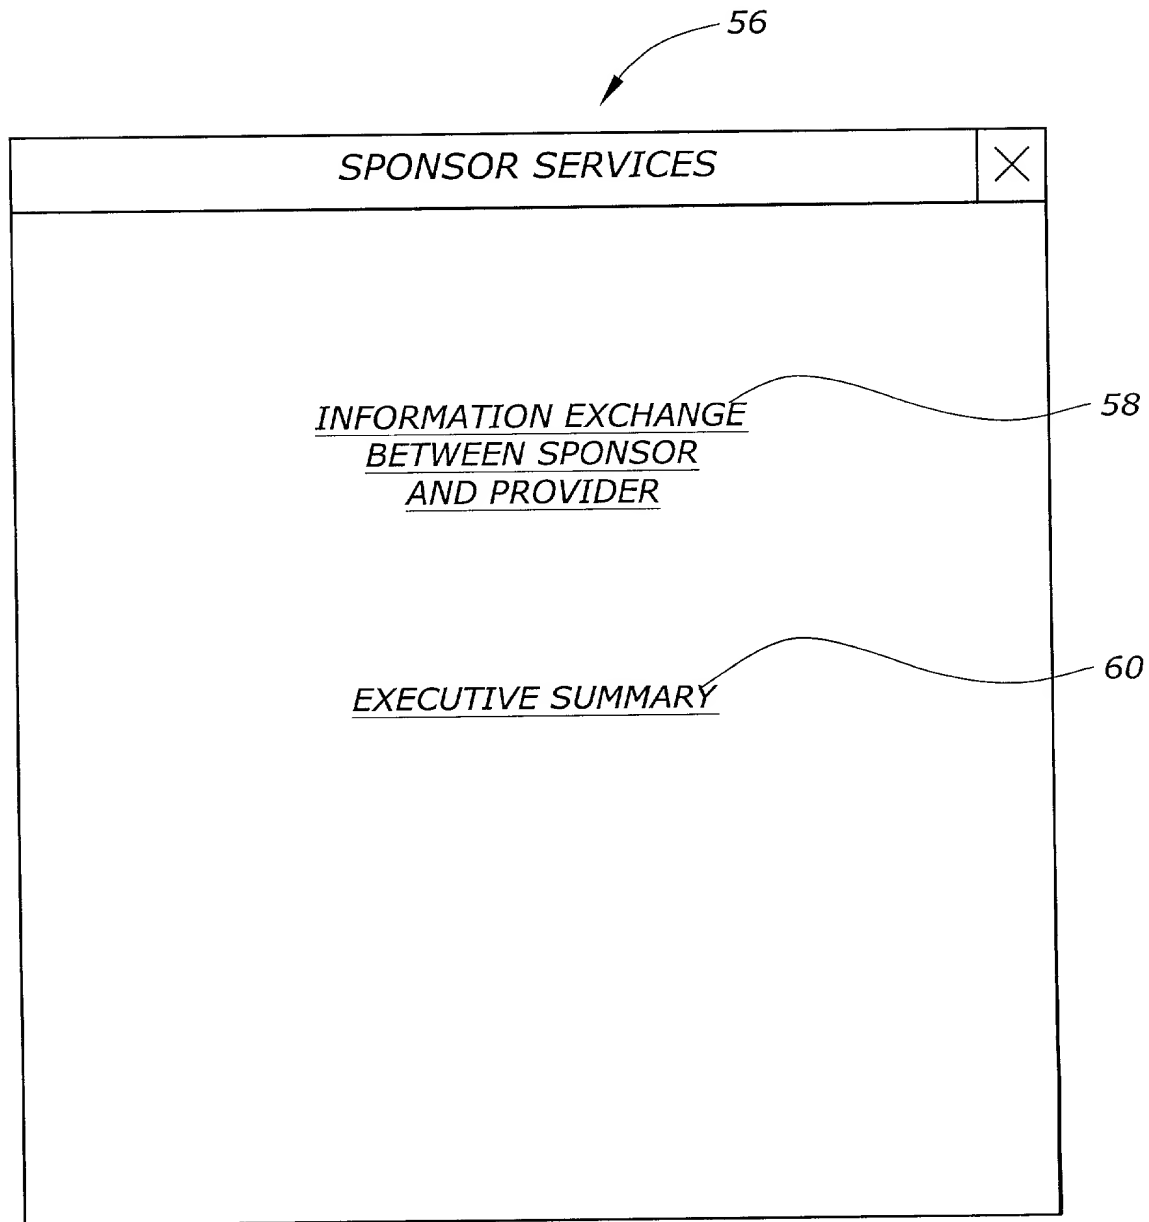 56
SPONSOR SERVICES
INFORMATION EXCHANGE
58
BETWEEN SPONSOR
AND PROVIDER
60
EXECUTIVE SUMMARY